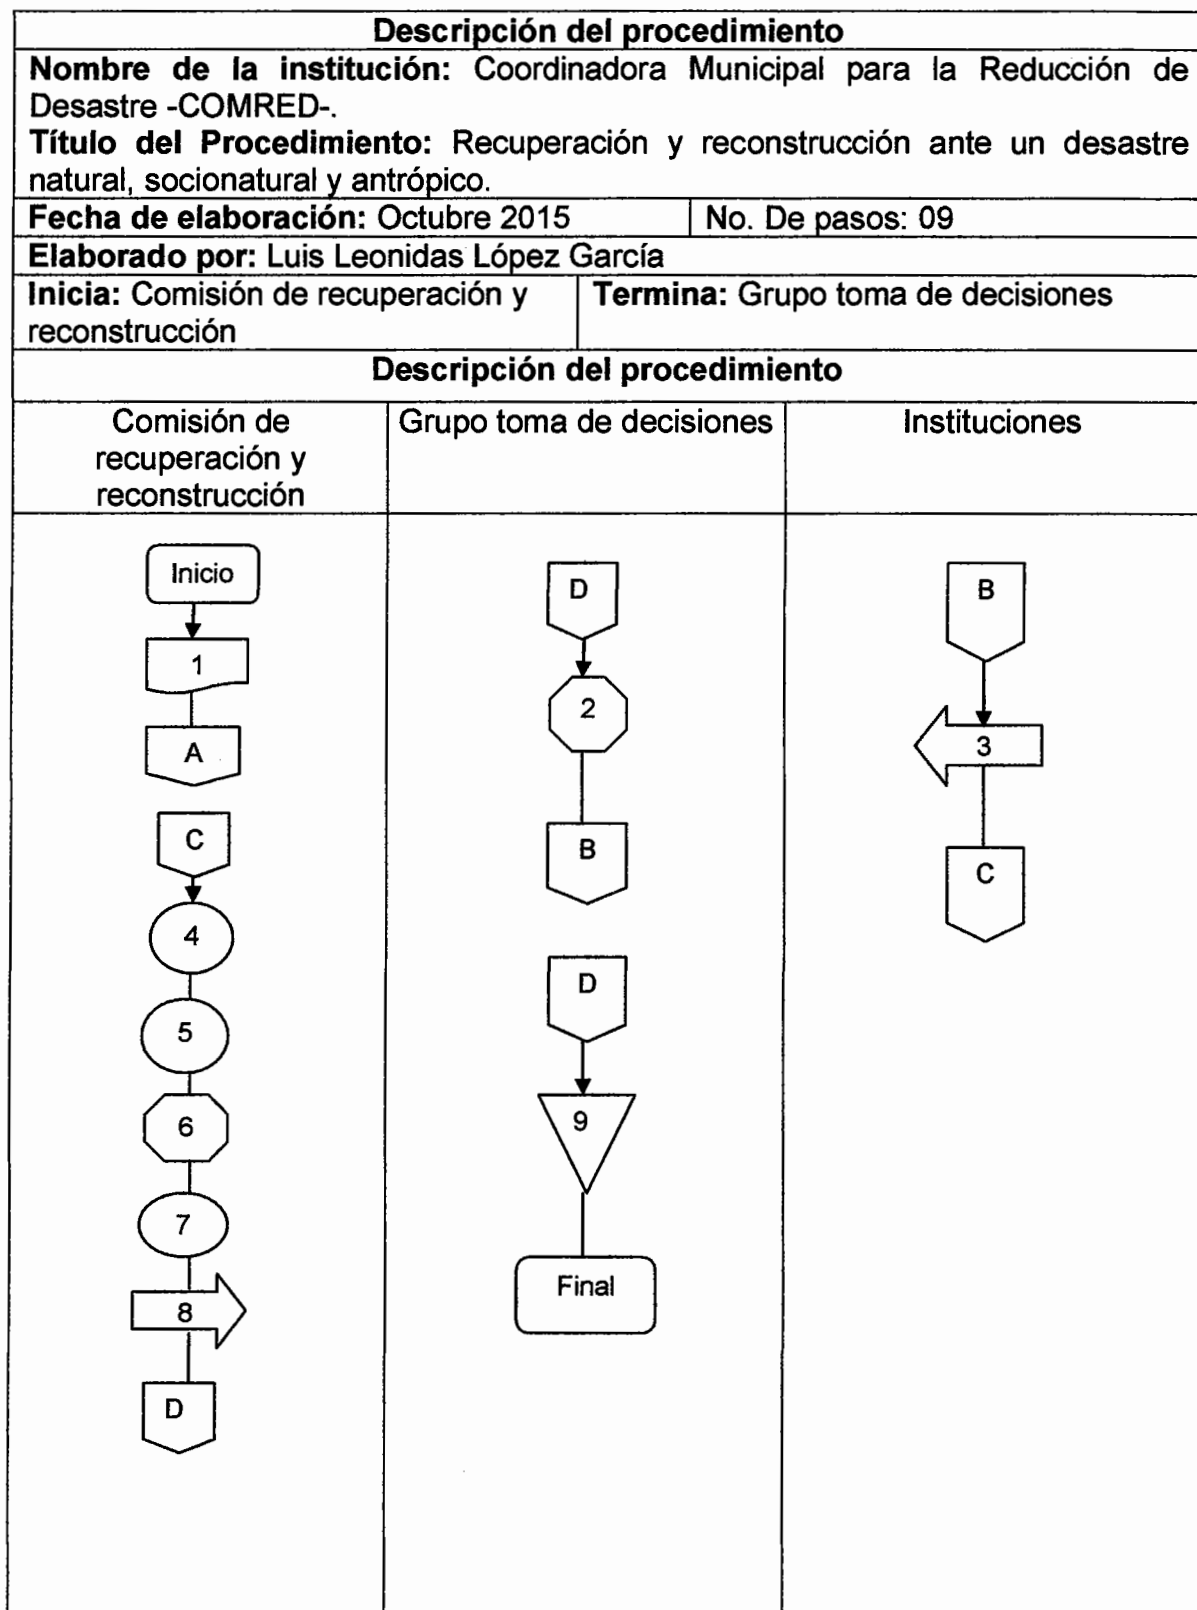 Descripción del procedimiento
Nombre de la institución: Coordinadora Municipal para la Reducción de
Desastre -COMRED-.
Título del Procedimiento: Recuperación y reconstrucción ante un desastre
natural, socionatural y antrópico.
Fecha de elaboración: Octubre 2015
No. De pasos: 09
Elaborado por: Luis Leonidas López García
Inicia: Comisión de recuperación y
reconstrucción
Termina: Grupo toma de decisiones
Descripción del procedimiento
Comisión de
recuperación y
reconstrucción
Grupo toma de decisiones
Instituciones
Inicio
1
A
C
4
5
6
7
8
D
D
2
B
D
9
Final
B
3
C